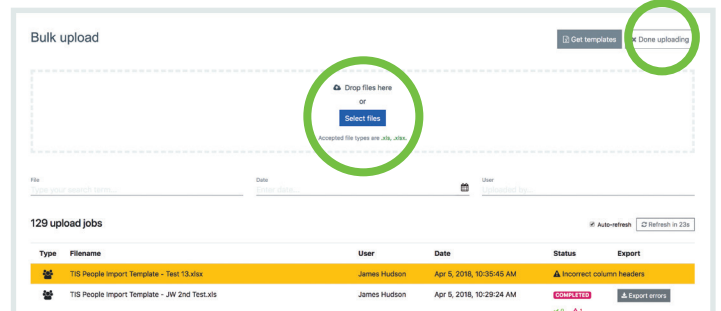 Bulk upload
Get templates
× Done uploading
Drop files here
or
Select files
Accepted file types are .xls, .xlsx.
File
Type your search term...
Date
Enter date...
User
Uploaded by...
129 upload jobs
Auto-refresh
Refresh in 23s
Type Filename User Date Status Export
TIS People Import Template - Test 13.xlsx James Hudson Apr 5, 2018, 10:35:45 AM Incorrect column headers
TIS People Import Template - JW 2nd Test.xls James Hudson Apr 5, 2018, 10:29:24 AM COMPLETED Export errors